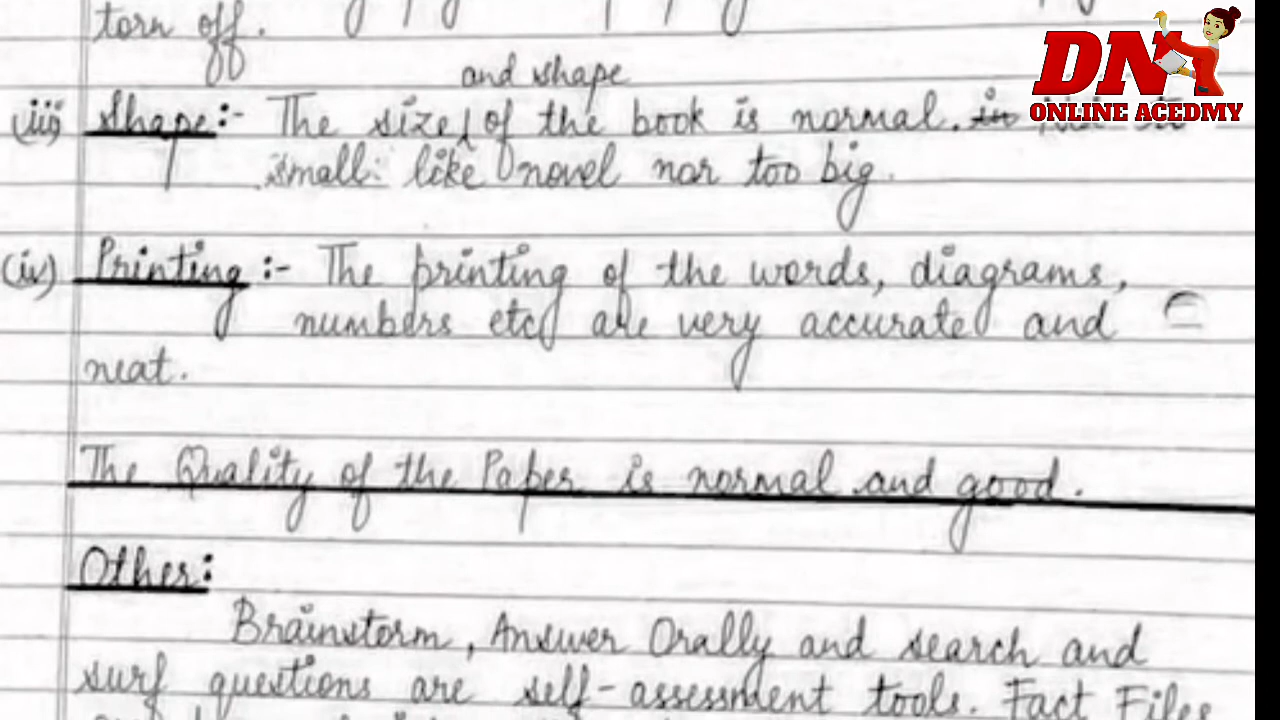 torn off.
and shape
(iii) Shape:- The size of the book is normal. in Not so
small: like novel nor too big.
(iv) Printing :- The printing of the words, diagrams,
numbers etc are very accurate and
neat.
The Quality of the Paper is normal and good.
Other:
Brainstorm, Answer Orally and search and
surf questions are self-assessment tools. Fact Files
DN
ONLINE ACEDMY